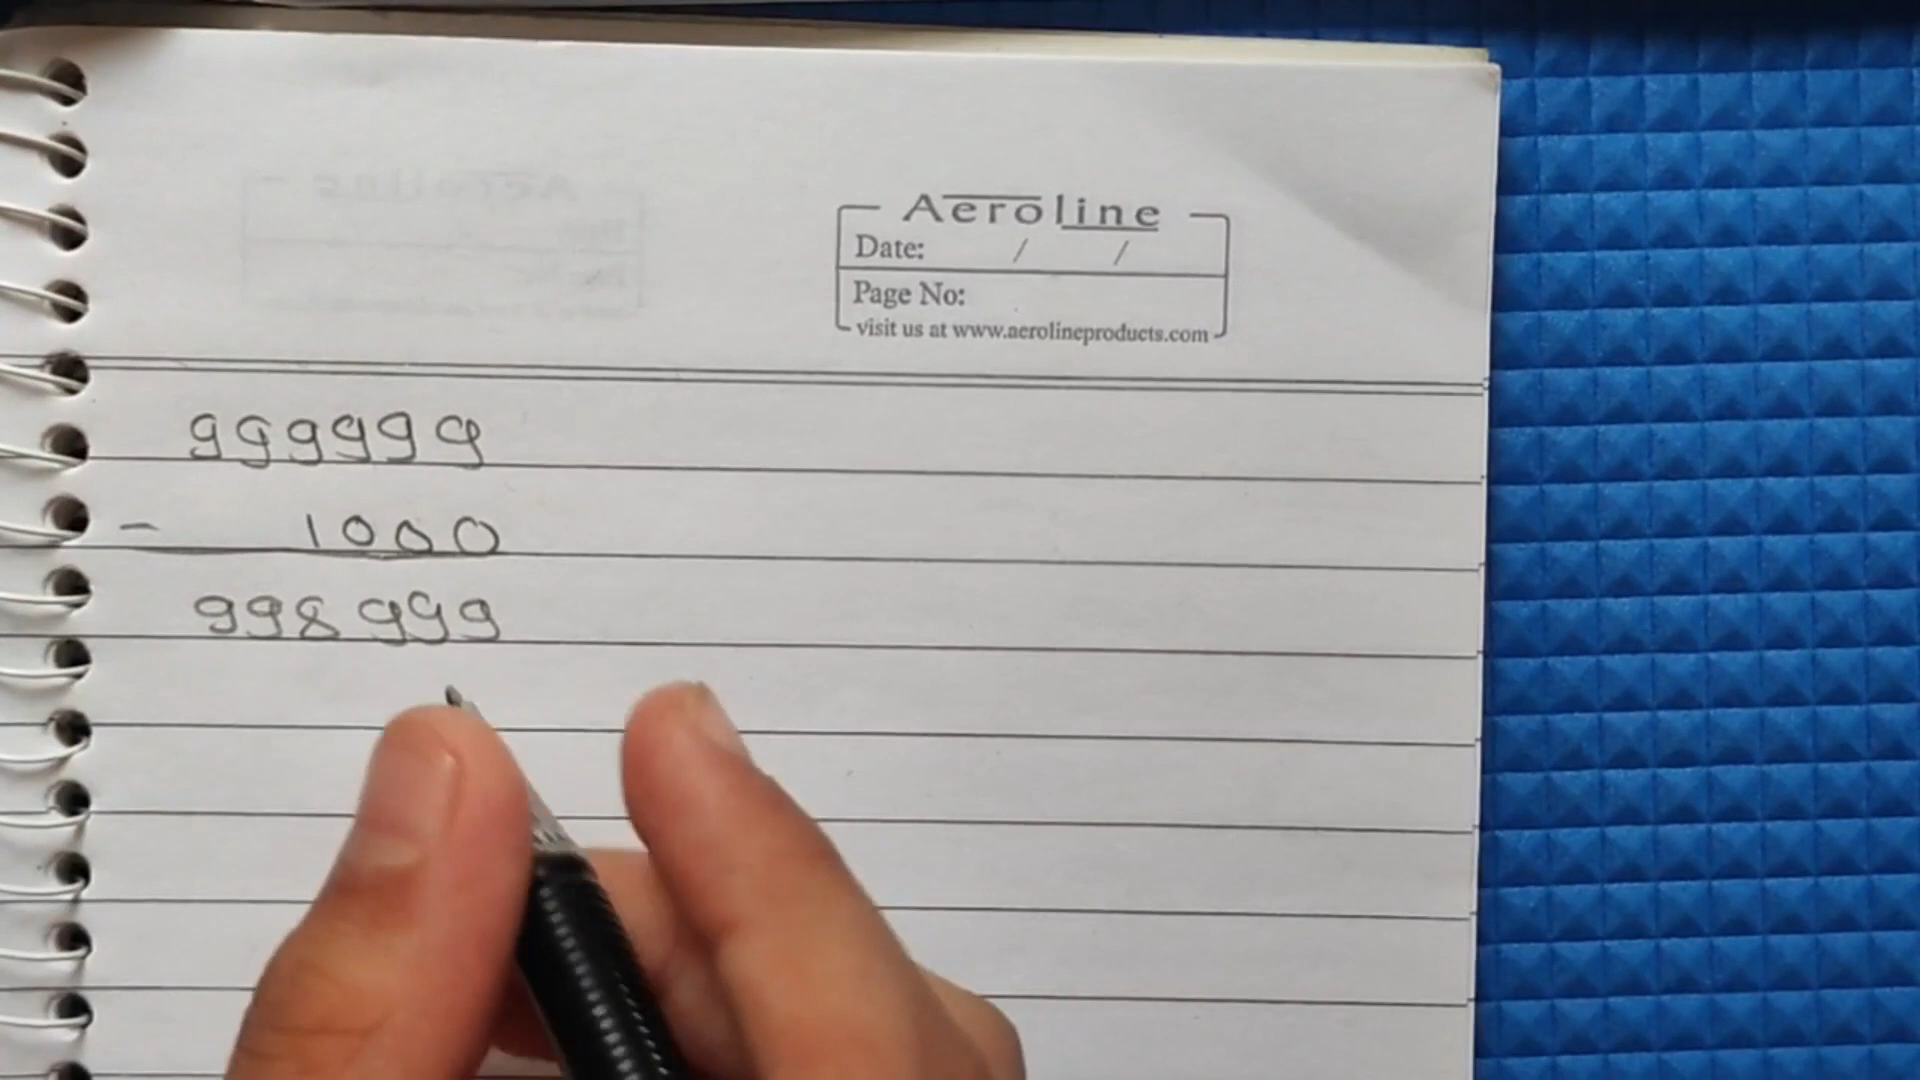 Aeroline
Date: / /
Page No:
visit us at www.aerolineproducts.com
999999
- 1000
998999